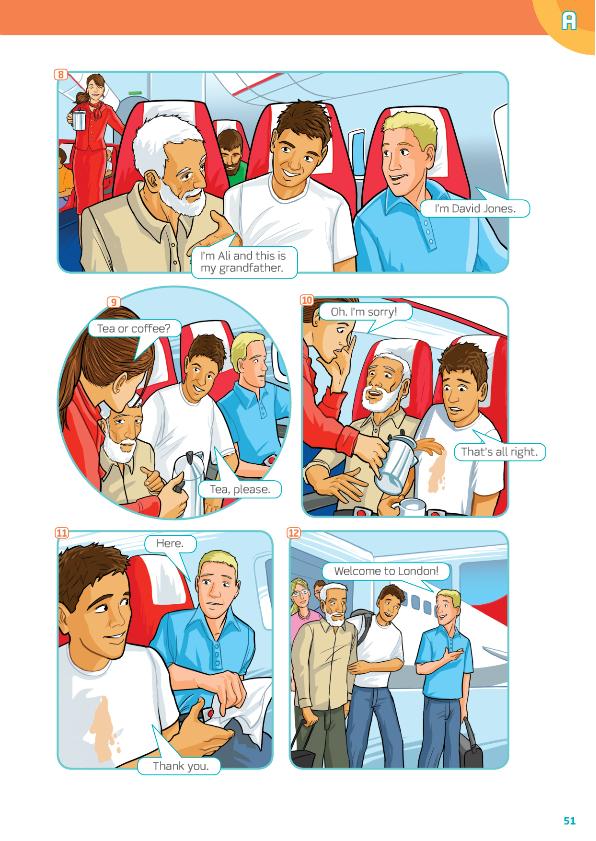 A
8
I'm David Jones.
I'm Ali and this is
my grandfather.
9
Tea or coffee?
Tea, please.
10
Oh. I'm sorry!
That's all right.
11
Here.
Thank you.
12
Welcome to London!
51